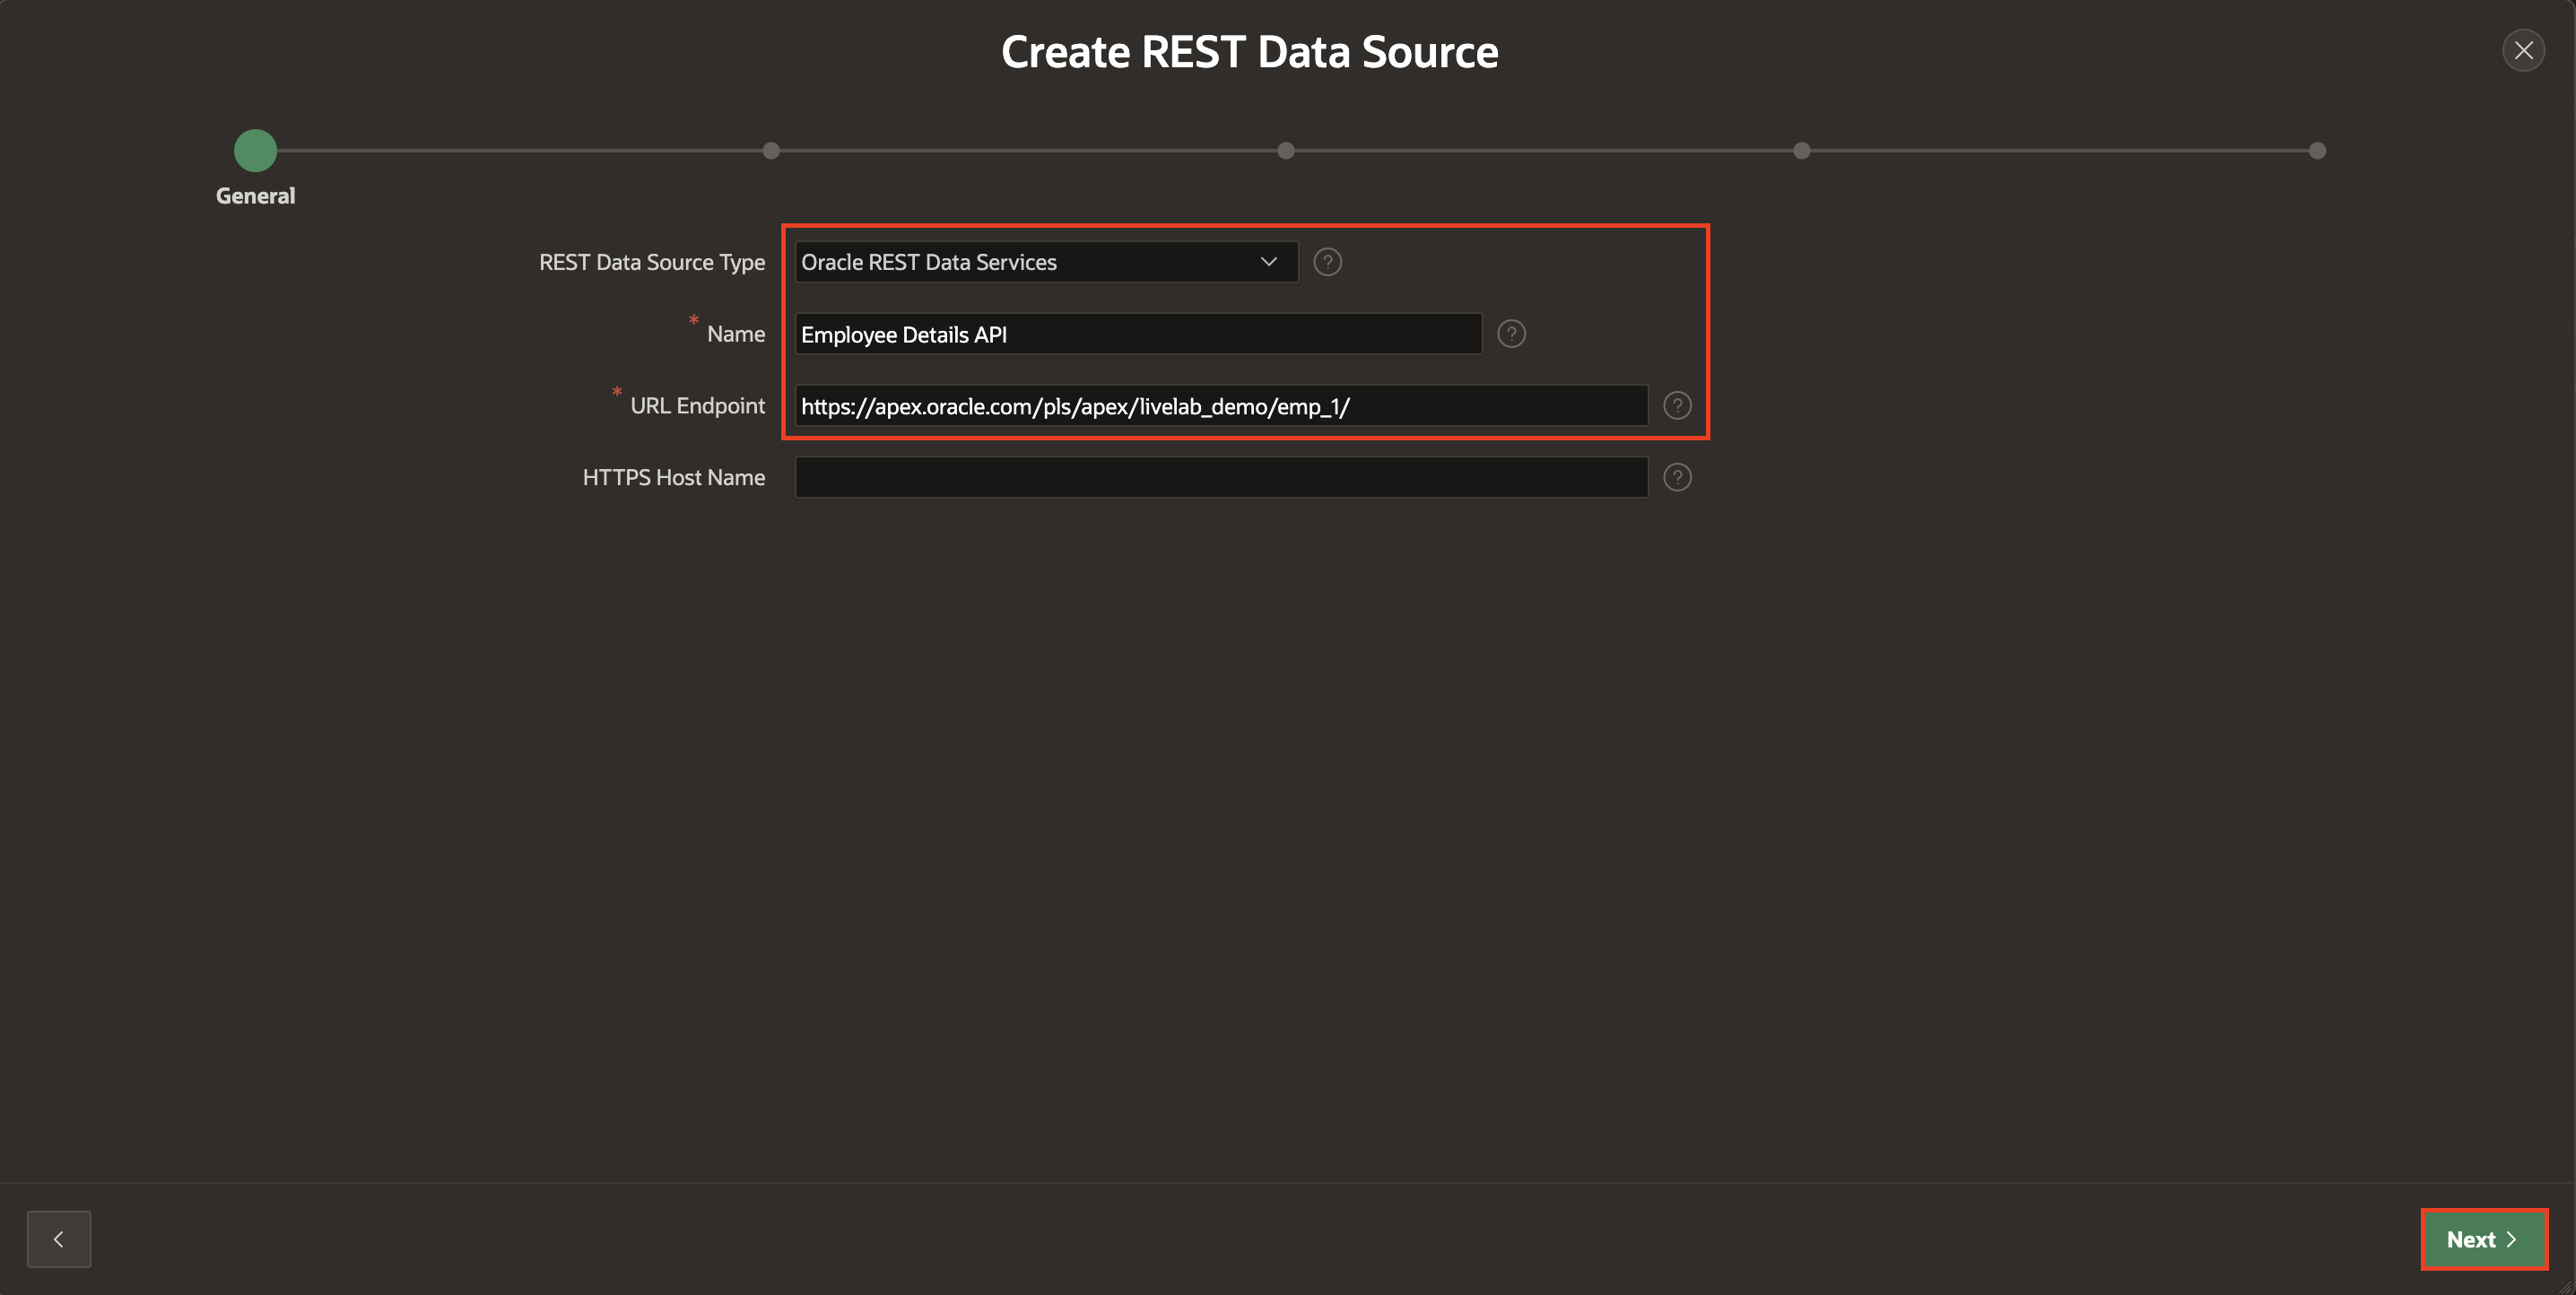 Create REST Data Source
General
REST Data Source Type Oracle REST Data Services ?
* Name Employee Details API ?
* URL Endpoint https://apex.oracle.com/pls/apex/livelab_demo/emp_1/ ?
HTTPS Host Name ?
Next